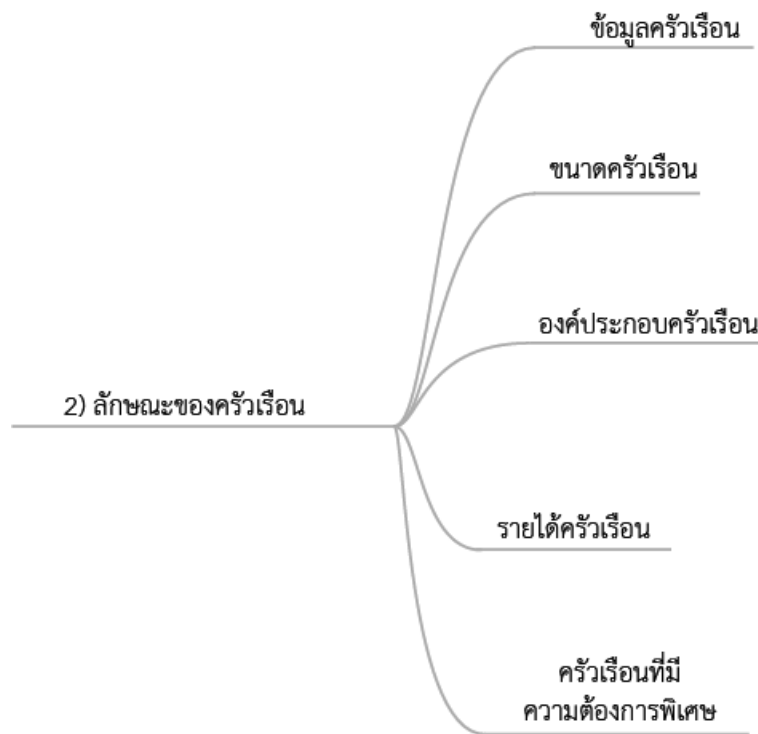 ข้อมูลครัวเรือน
ขนาดครัวเรือน
องค์ประกอบครัวเรือน
2) ลักษณะของครัวเรือน
รายได้ครัวเรือน
ครัวเรือนที่มี
ความต้องการพิเศษ